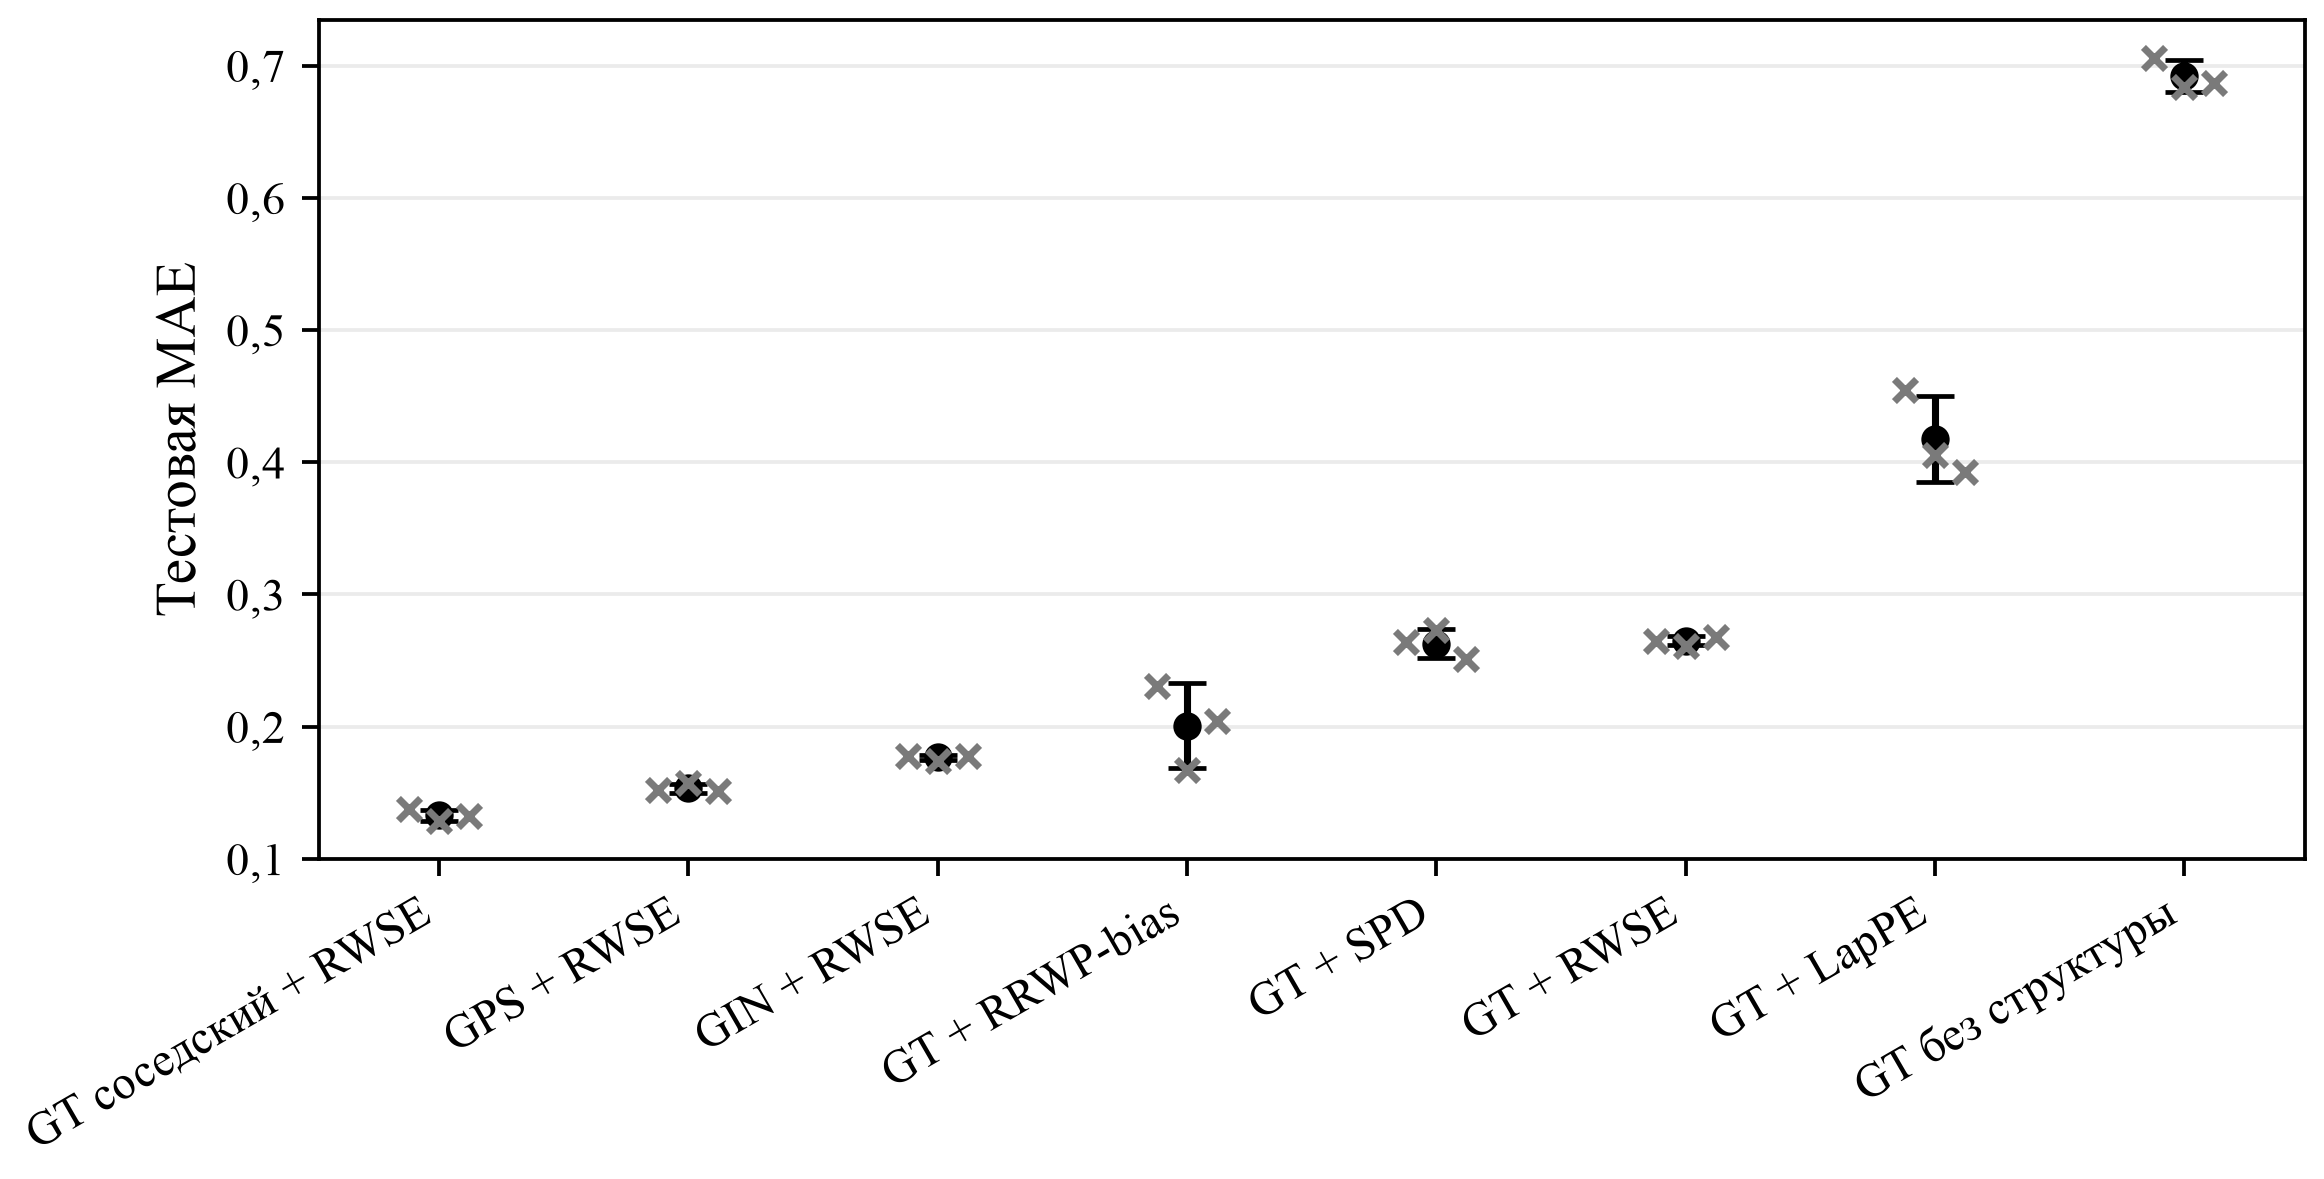 Тестовая MAE
0,7
0,6
0,5
0,4
0,3
0,2
0,1
GT соседский + RWSE
GPS + RWSE
GIN + RWSE
GT + RRWP-bias
GT + SPD
GT + RWSE
GT + LapPE
GT без структуры